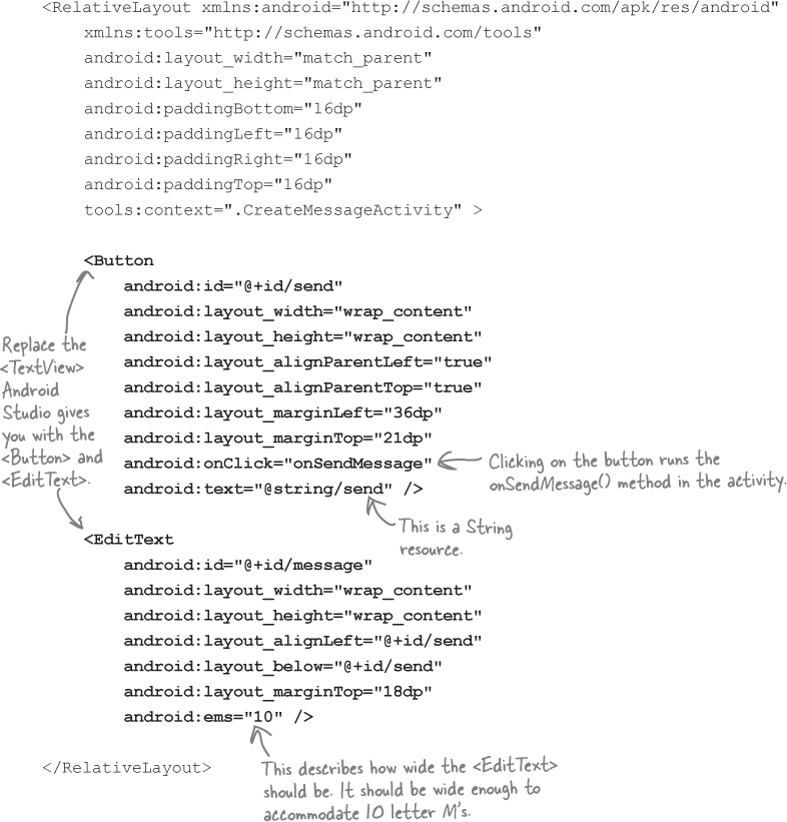 <RelativeLayout xmlns:android="http://schemas.android.com/apk/res/android"
xmlns:tools="http://schemas.android.com/tools"
android:layout_width="match_parent"
android:layout_height="match_parent"
android:paddingBottom="16dp"
android:paddingLeft="16dp"
android:paddingRight="16dp"
android:paddingTop="16dp"
tools:context=".CreateMessageActivity" >
<Button
android:id="@+id/send"
android:layout_width="wrap_content"
android:layout_height="wrap_content"
android:layout_alignParentLeft="true"
android:layout_alignParentTop="true"
android:layout_marginLeft="36dp"
android:layout_marginTop="21dp"
android:onClick="onSendMessage"
android:text="@string/send" />
Replace the
<TextView>
Android
Studio gives
you with the
<Button> and
<EditText>.
Clicking on the button runs the
onSendMessage() method in the activity.
This is a String
resource.
<EditText
android:id="@+id/message"
android:layout_width="wrap_content"
android:layout_height="wrap_content"
android:layout_alignLeft="@+id/send"
android:layout_below="@+id/send"
android:layout_marginTop="18dp"
android:ems="10" />
</RelativeLayout>
This describes how wide the <EditText>
should be. It should be wide enough to
accommodate 10 letter M's.